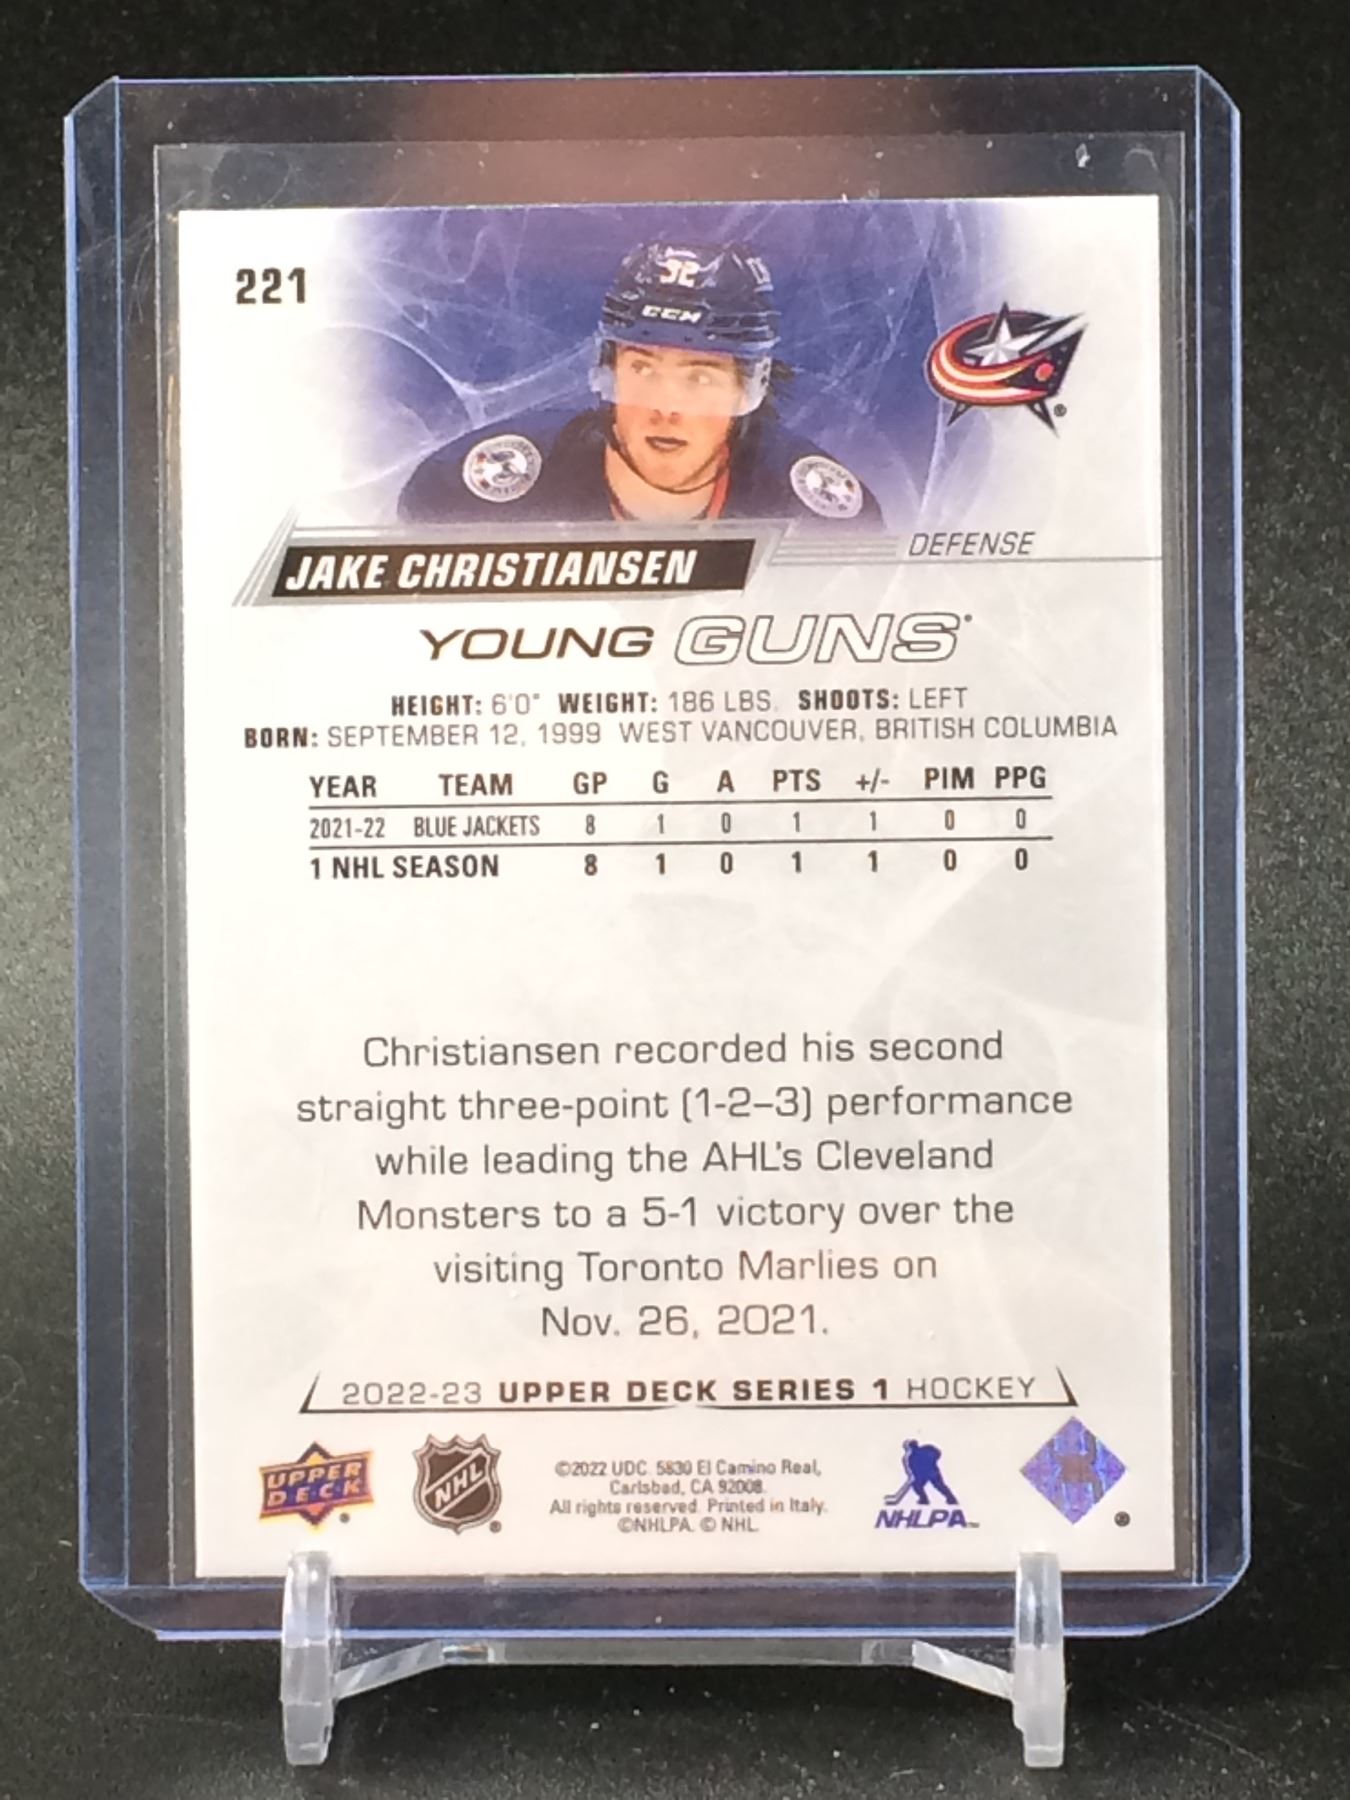 221
32
CCM
JAKE CHRISTIANSEN
DEFENSE
YOUNG GUNS
HEIGHT: 6'0" WEIGHT: 186 LBS. SHOOTS: LEFT
BORN: SEPTEMBER 12, 1999 WEST VANCOUVER, BRITISH COLUMBIA
YEAR TEAM GP G A PTS +/- PIM PPG
2021-22 BLUE JACKETS 8 1 0 1 1 0 0
1 NHL SEASON 8 1 0 1 1 0 0
Christiansen recorded his second
straight three-point (1-2–3) performance
while leading the AHL's Cleveland
Monsters to a 5-1 victory over the
visiting Toronto Marlies on
Nov. 26, 2021.
2022-23 UPPER DECK SERIES 1 HOCKEY
UPPER
DECK
®
NHL
®
©2022 UDC. 5830 El Camino Real,
Carlsbad, CA 92008.
All rights reserved. Printed in Italy.
©NHLPA. © NHL.
NHLPA™
®